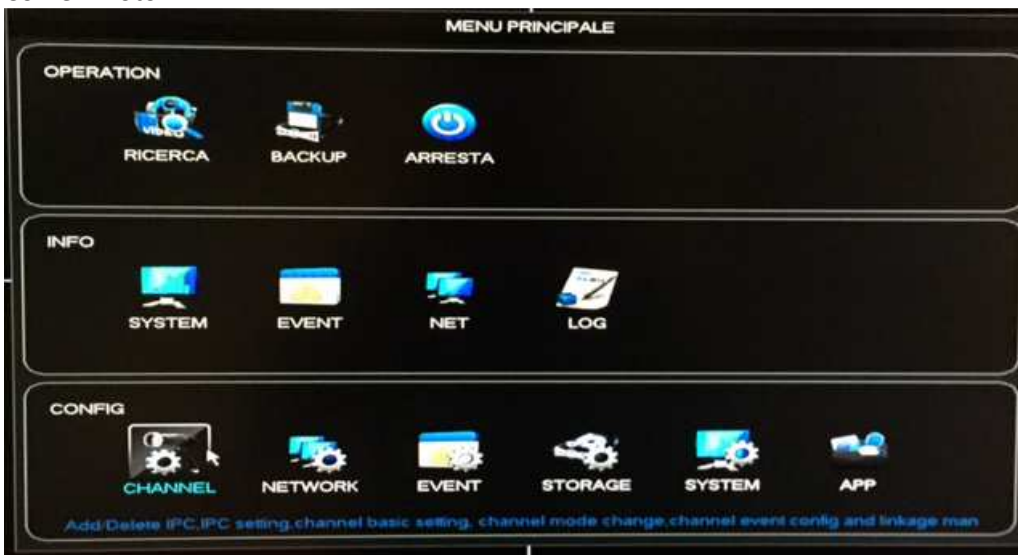 MENU PRINCIPALE
OPERATION
VIDEO
RICERCA BACKUP ARRESTA
INFO
SYSTEM EVENT NET LOG
CONFIG
CHANNEL NETWORK EVENT STORAGE SYSTEM APP
Add/Delete IPC,IPC setting,channel basic setting, channel mode change,channel event config and linkage man